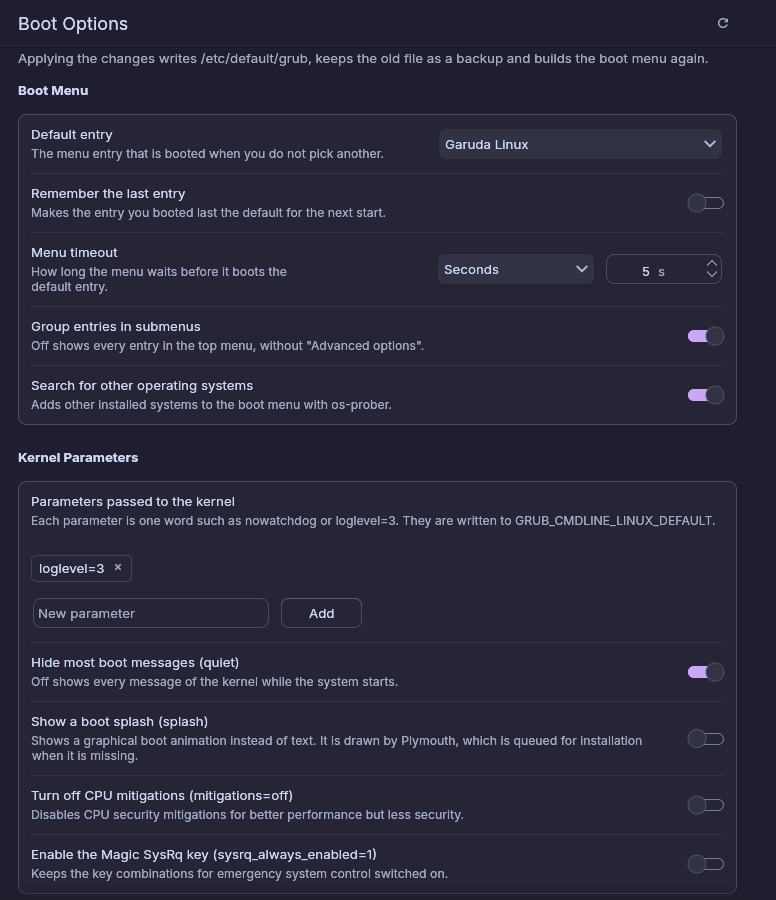 Boot Options
Applying the changes writes /etc/default/grub, keeps the old file as a backup and builds the boot menu again.
Boot Menu
Default entry
The menu entry that is booted when you do not pick another.
Garuda Linux
Remember the last entry
Makes the entry you booted last the default for the next start.
Menu timeout
How long the menu waits before it boots the
default entry.
Seconds
5 s
Group entries in submenus
Off shows every entry in the top menu, without "Advanced options".
Search for other operating systems
Adds other installed systems to the boot menu with os-prober.
Kernel Parameters
Parameters passed to the kernel
Each parameter is one word such as nowatchdog or loglevel=3. They are written to GRUB_CMDLINE_LINUX_DEFAULT.
loglevel=3 ×
New parameter
Add
Hide most boot messages (quiet)
Off shows every message of the kernel while the system starts.
Show a boot splash (splash)
Shows a graphical boot animation instead of text. It is drawn by Plymouth, which is queued for installation
when it is missing.
Turn off CPU mitigations (mitigations=off)
Disables CPU security mitigations for better performance but less security.
Enable the Magic SysRq key (sysrq_always_enabled=1)
Keeps the key combinations for emergency system control switched on.